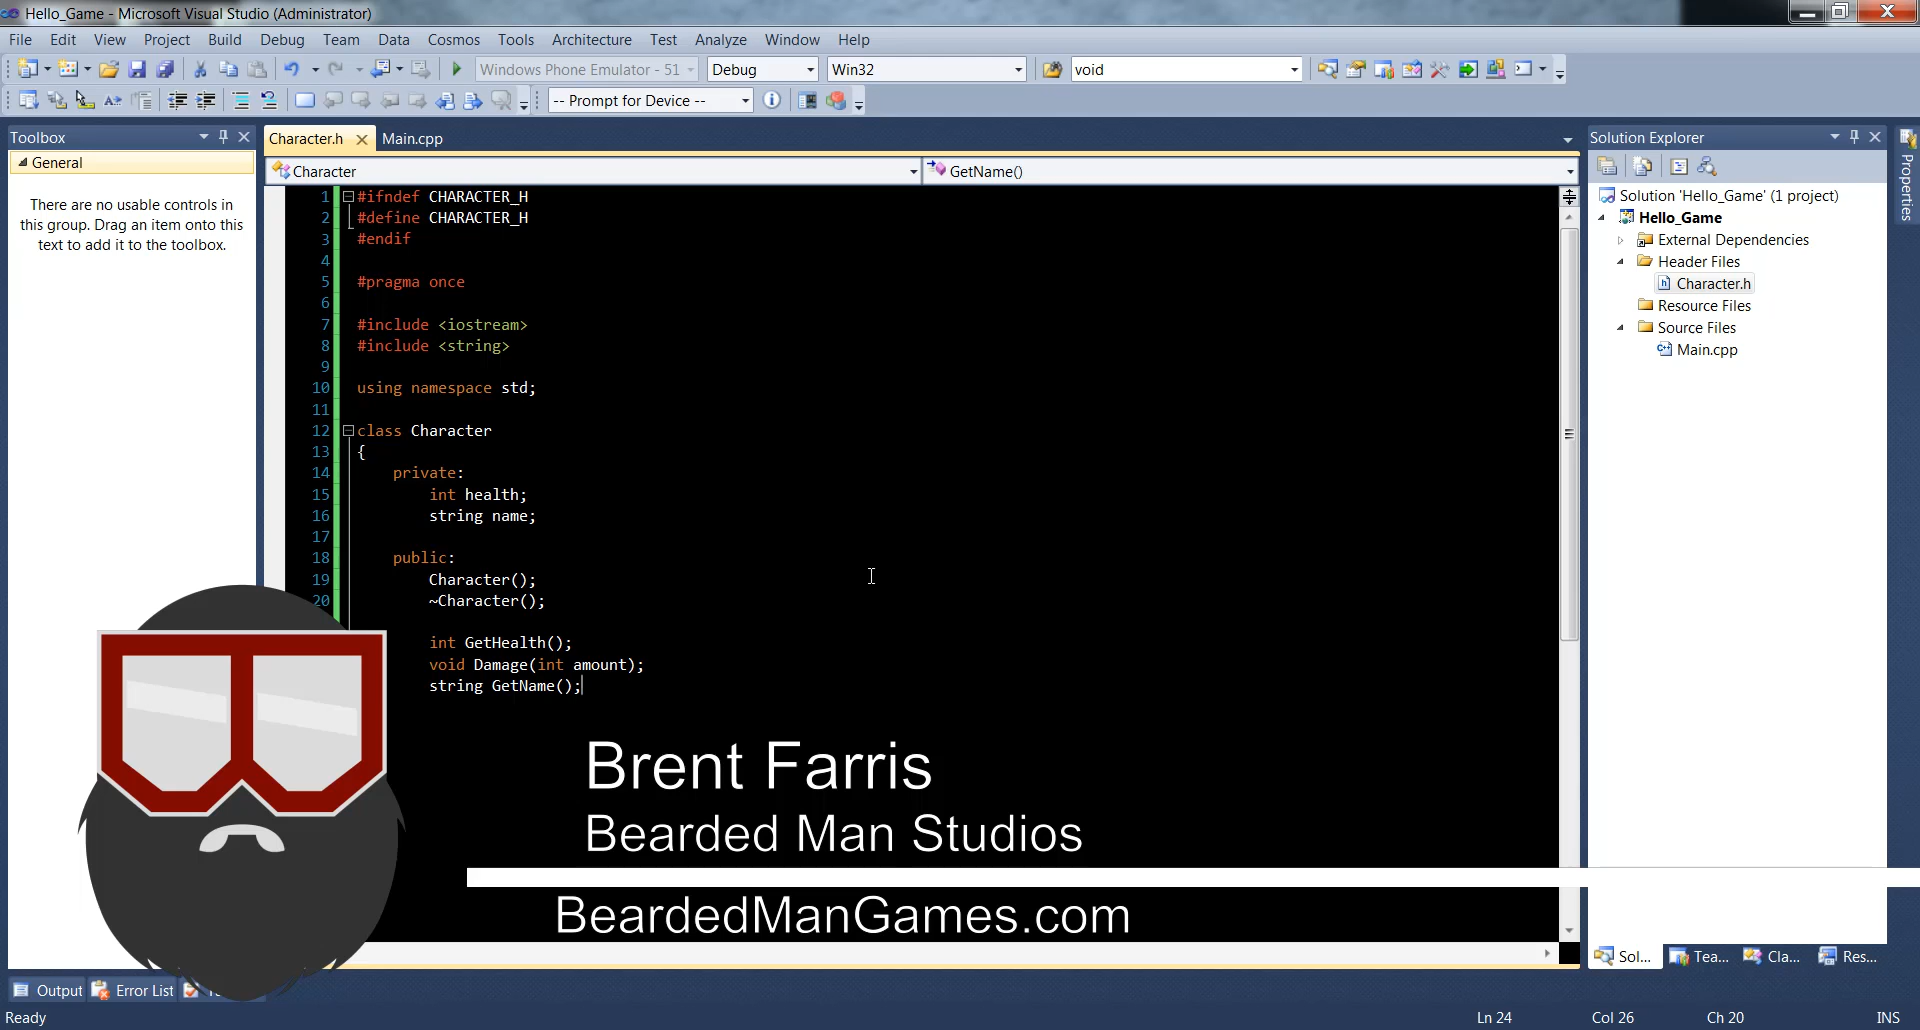 Hello_Game - Microsoft Visual Studio (Administrator)
File Edit View Project Build Debug Team Data Cosmos Tools Architecture Test Analyze Window Help
Windows Phone Emulator - 51 Debug Win32 void
-- Prompt for Device --
Toolbox
General
There are no usable controls in
this group. Drag an item onto this
text to add it to the toolbox.
Character.h Main.cpp
Character GetName()
1 #ifndef CHARACTER_H
2 #define CHARACTER_H
3 #endif
4
5 #pragma once
6
7 #include <iostream>
8 #include <string>
9
10 using namespace std;
11
12 class Character
13 {
14 private:
15 int health;
16 string name;
17
18 public:
19 Character();
20 ~Character();
int GetHealth();
void Damage(int amount);
string GetName();
Brent Farris
Bearded Man Studios
BeardedManGames.com
Solution Explorer
Solution 'Hello_Game' (1 project)
Hello_Game
External Dependencies
Header Files
Character.h
Resource Files
Source Files
Main.cpp
Properties
Sol... Tea... Cla... Res...
Output Error List
Ready Ln 24 Col 26 Ch 20 INS